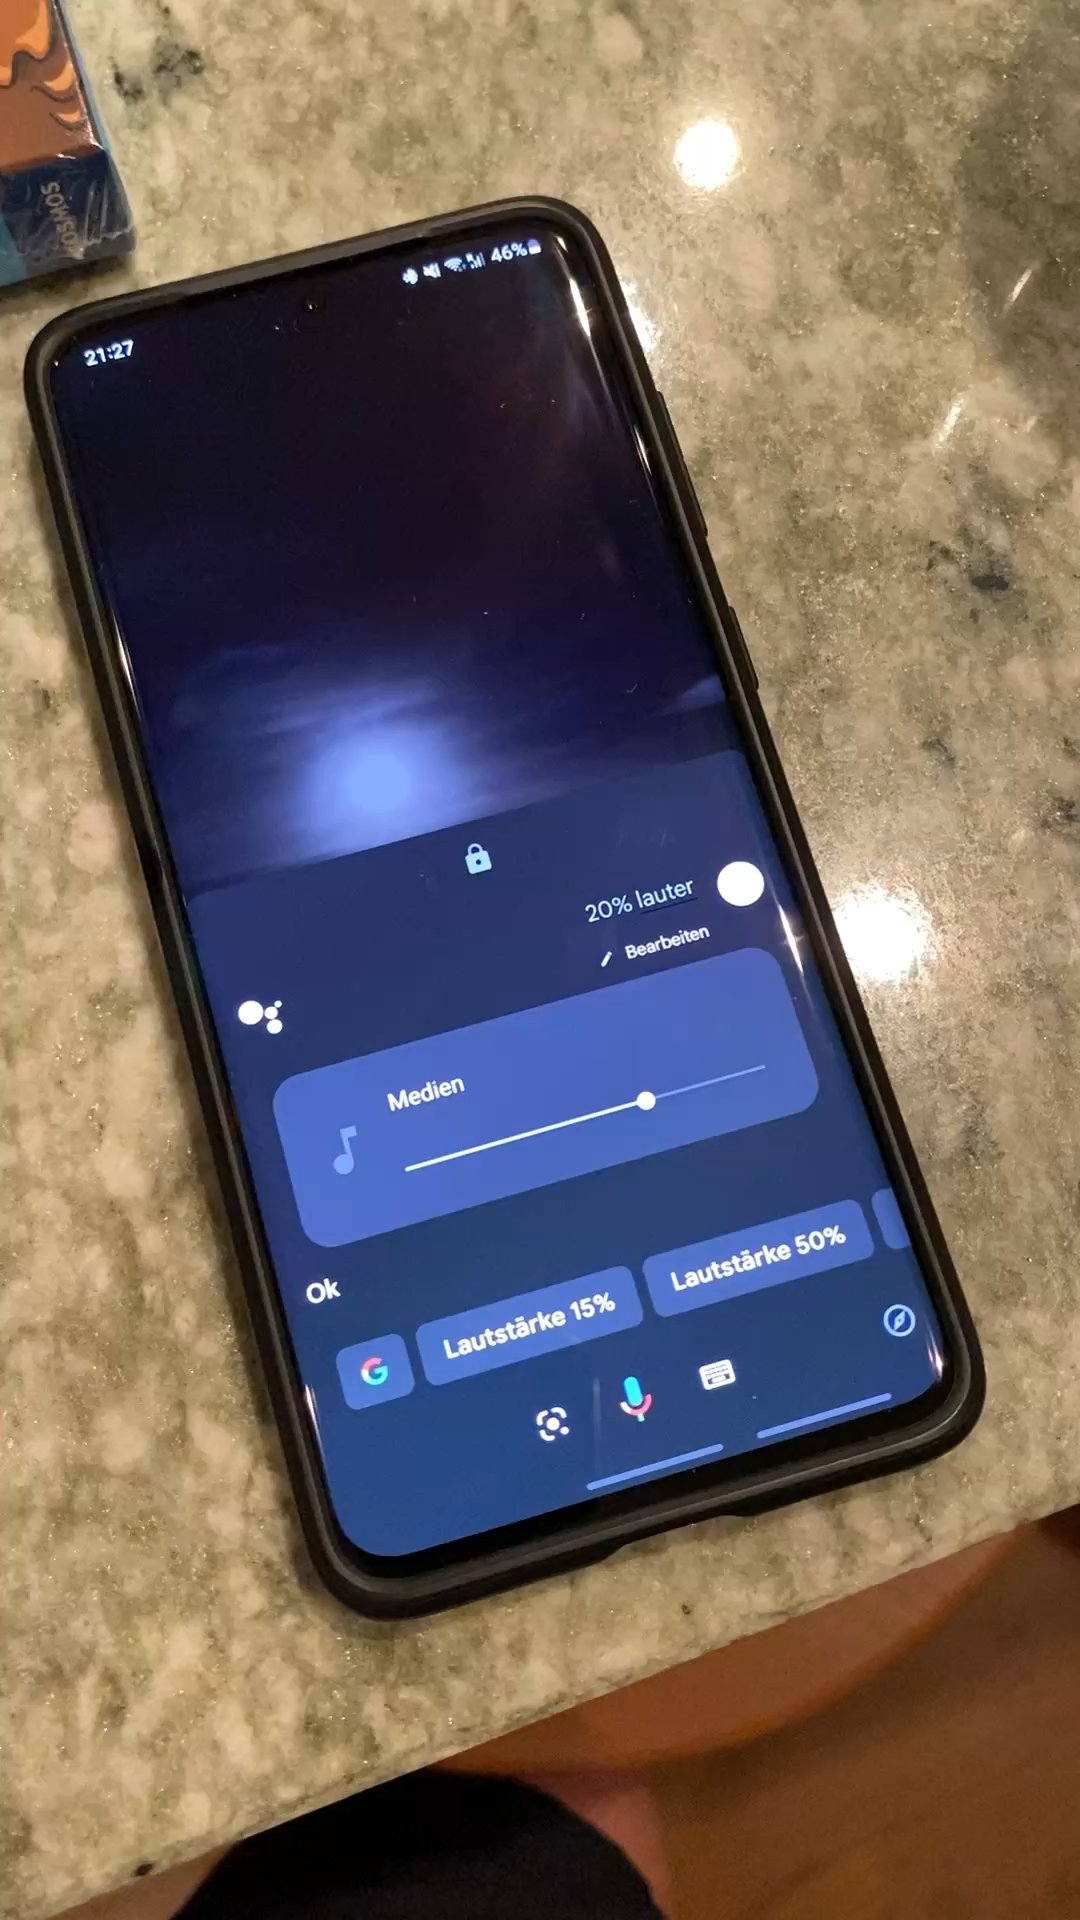 KOSMOS
46%
21:27
20% lauter
Bearbeiten
Medien
Ok
G
Lautstärke 15%
Lautstärke 50%